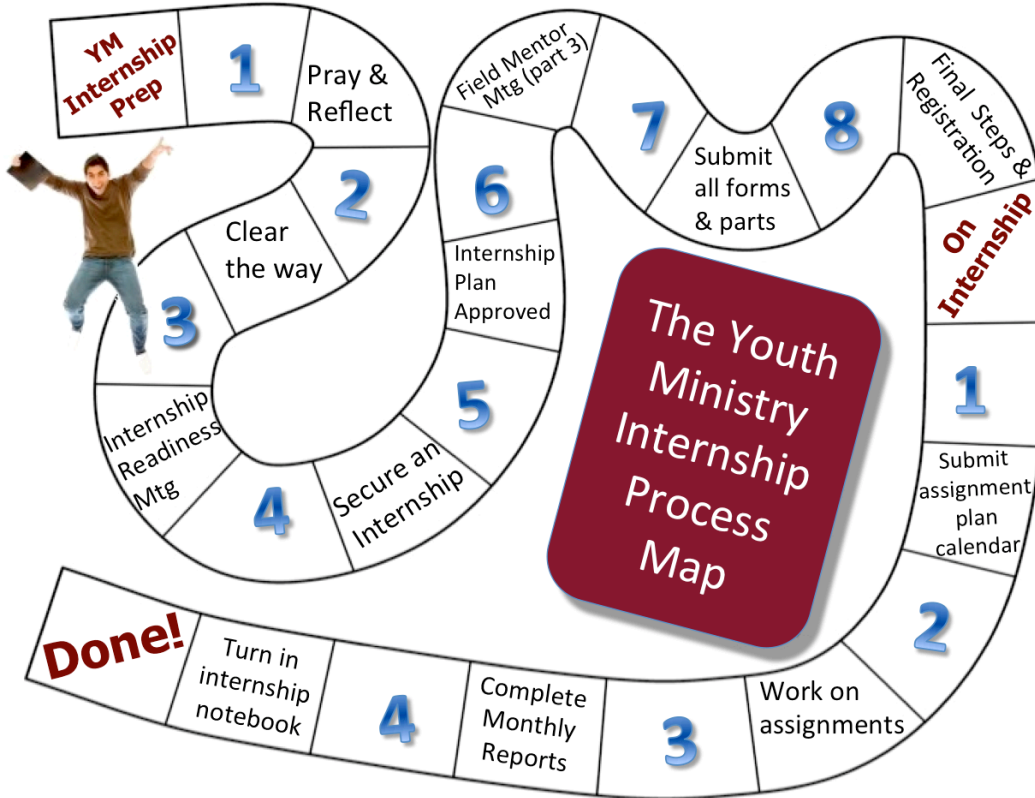 YM
Internship
Prep
1
Pray &
Reflect
2
Clear
the way
3
Internship
Readiness
Mtg
4
Secure an
Internship
5
Internship
Plan
Approved
6
Field Mentor
Mtg (part 3)
7
Submit
all forms
& parts
8
Final Steps &
Registration
On
Internship
1
Submit
assignment
plan
calendar
2
Work on
assignments
3
Complete
Monthly
Reports
4
Turn in
internship
notebook
Done!
The Youth
Ministry
Internship
Process
Map